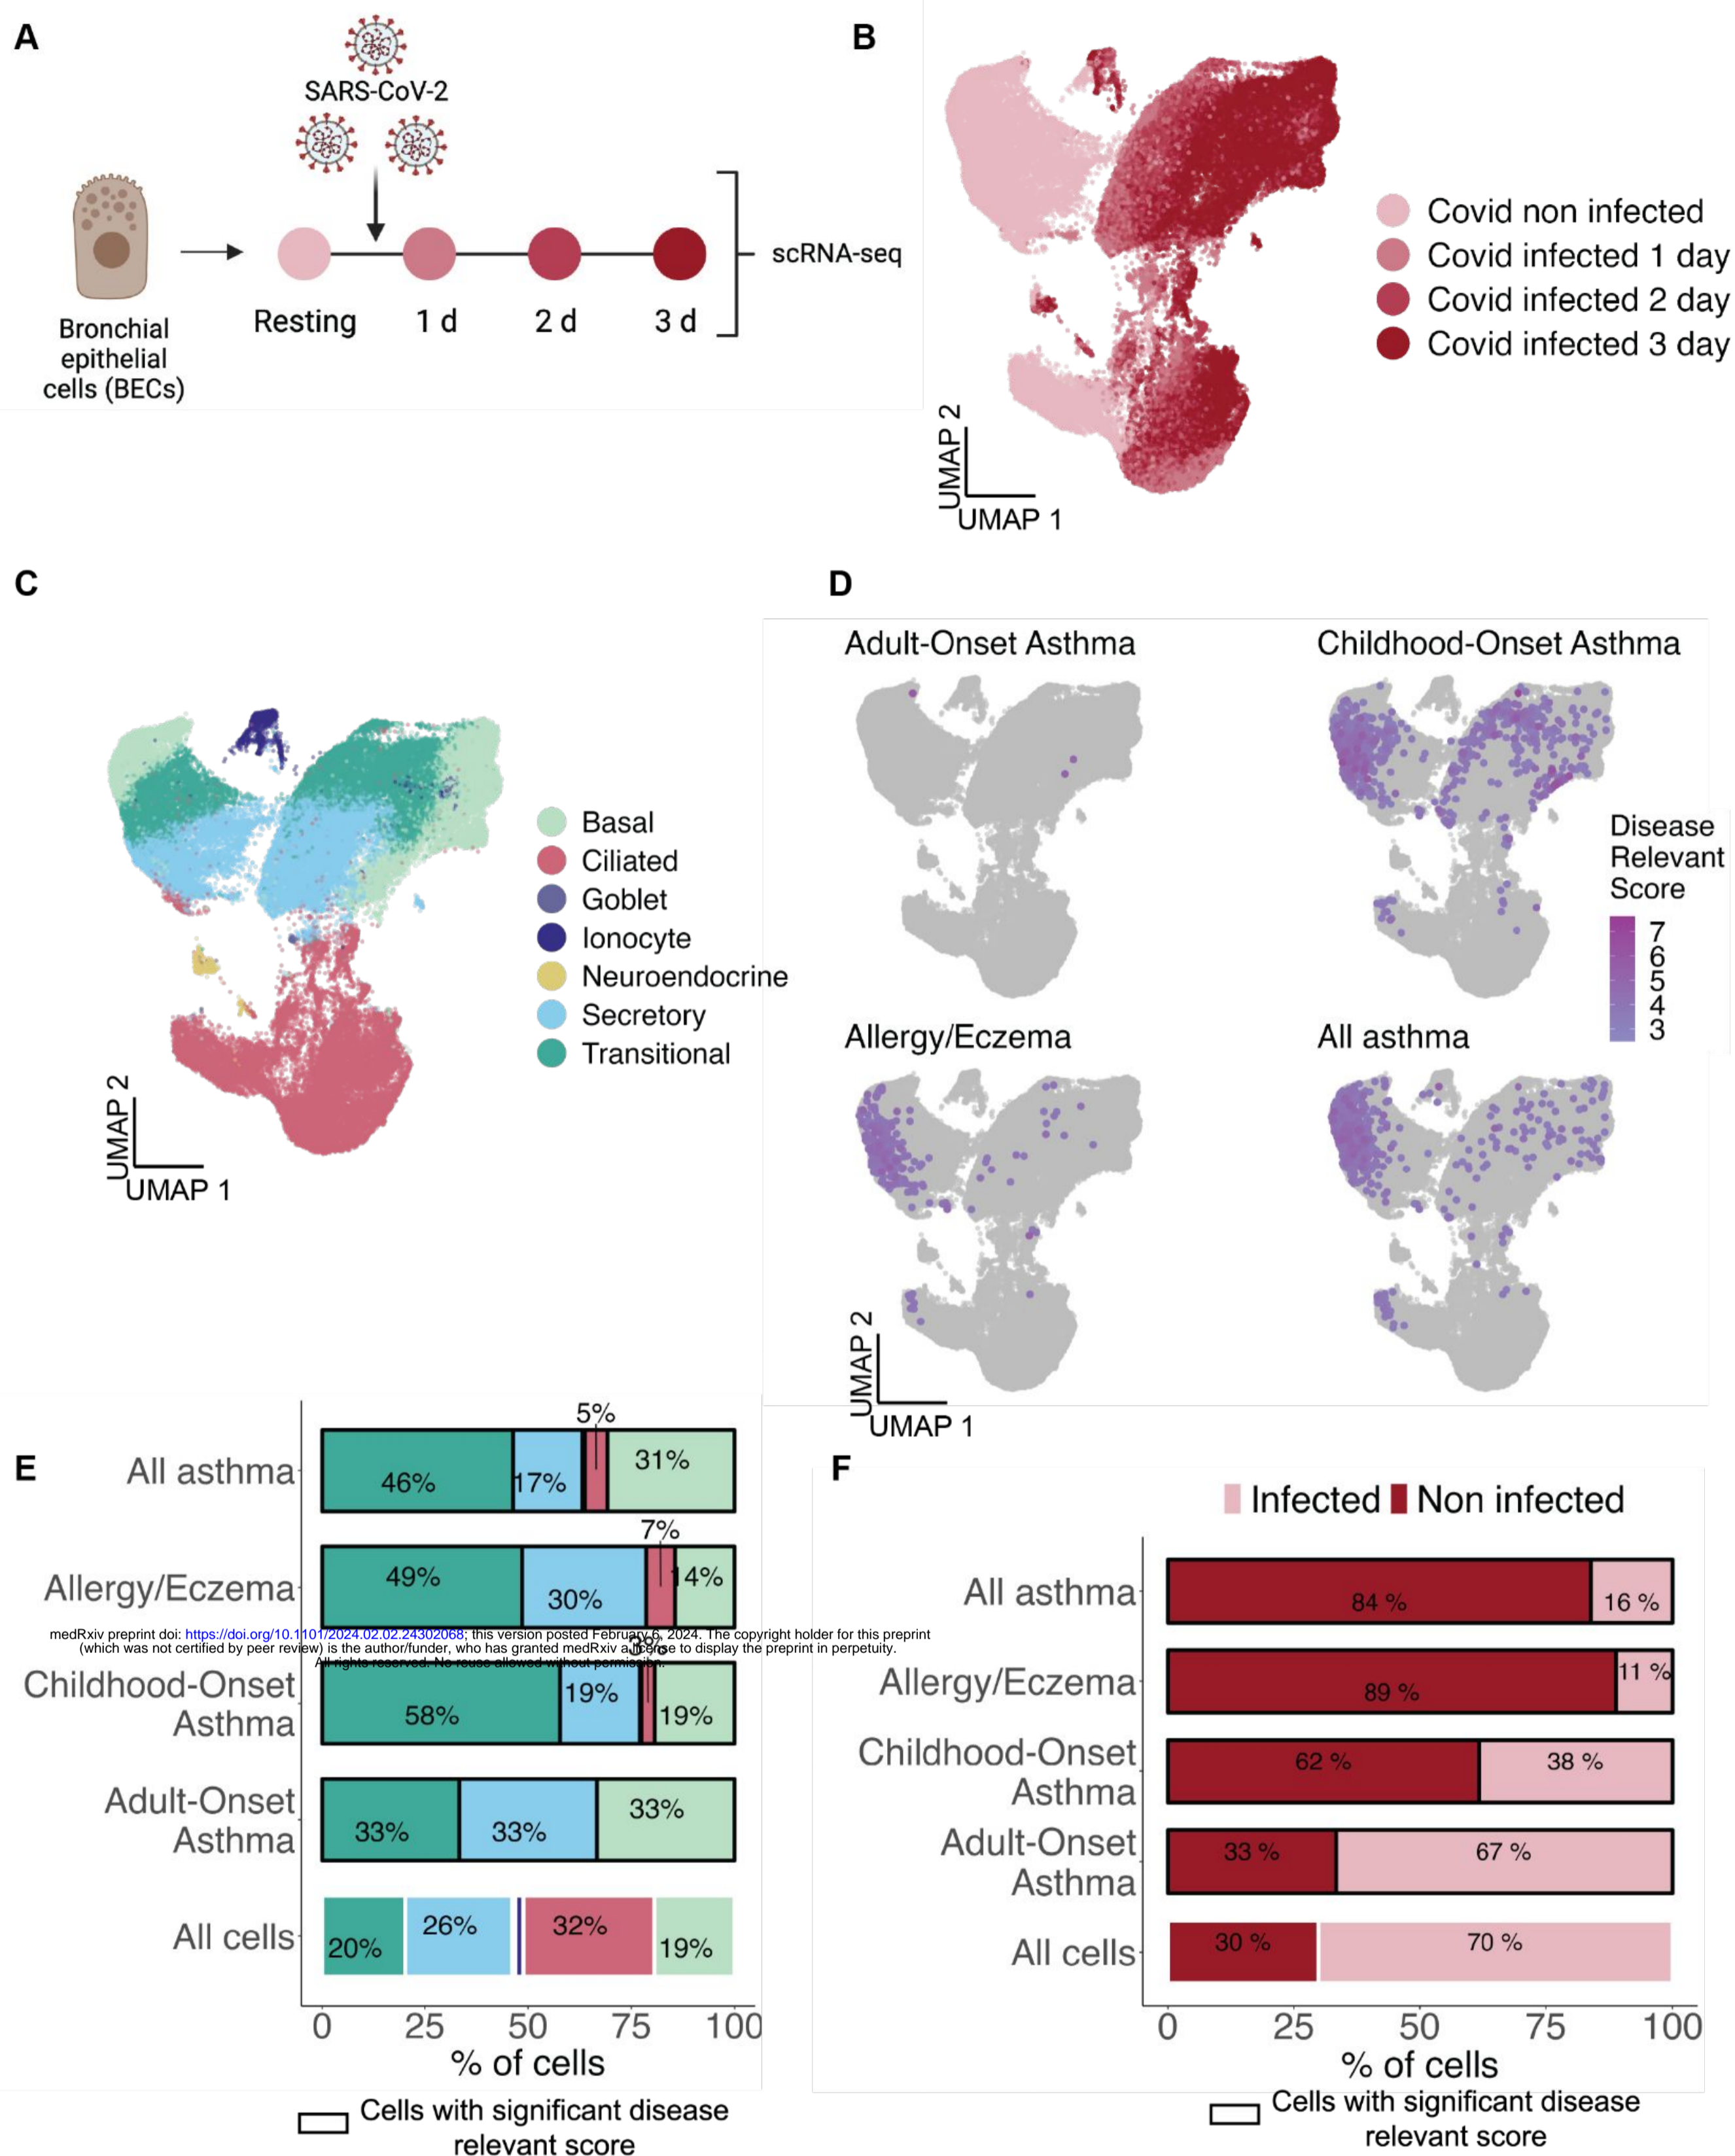 A
SARS-CoV-2
Bronchial
epithelial
cells (BECs)
Resting
1 d
2 d
3 d
scRNA-seq
B
Covid non infected
Covid infected 1 day
Covid infected 2 day
Covid infected 3 day
UMAP 2
UMAP 1
C
Basal
Ciliated
Goblet
Ionocyte
Neuroendocrine
Secretory
Transitional
UMAP 2
UMAP 1
D
Adult-Onset Asthma
Childhood-Onset Asthma
Disease
Relevant
Score
7
6
5
4
3
Allergy/Eczema
All asthma
UMAP 2
UMAP 1
E
All asthma
46%
17%
5%
31%
Allergy/Eczema
49%
30%
7%
14%
medRxiv preprint doi: https://doi.org/10.1101/2024.02.02.24302068; this version posted February 6, 2024. The copyright holder for this preprint
(which was not certified by peer review) is the author/funder, who has granted medRxiv a license to display the preprint in perpetuity.
All rights reserved. No reuse allowed without permission.
Childhood-Onset
Asthma
58%
19%
3%
19%
Adult-Onset
Asthma
33%
33%
33%
All cells
20%
26%
32%
19%
0
25
50
75
100
% of cells
Cells with significant disease
relevant score
F
Infected
Non infected
All asthma
84 %
16 %
Allergy/Eczema
89 %
11 %
Childhood-Onset
Asthma
62 %
38 %
Adult-Onset
Asthma
33 %
67 %
All cells
30 %
70 %
0
25
50
75
100
% of cells
Cells with significant disease
relevant score